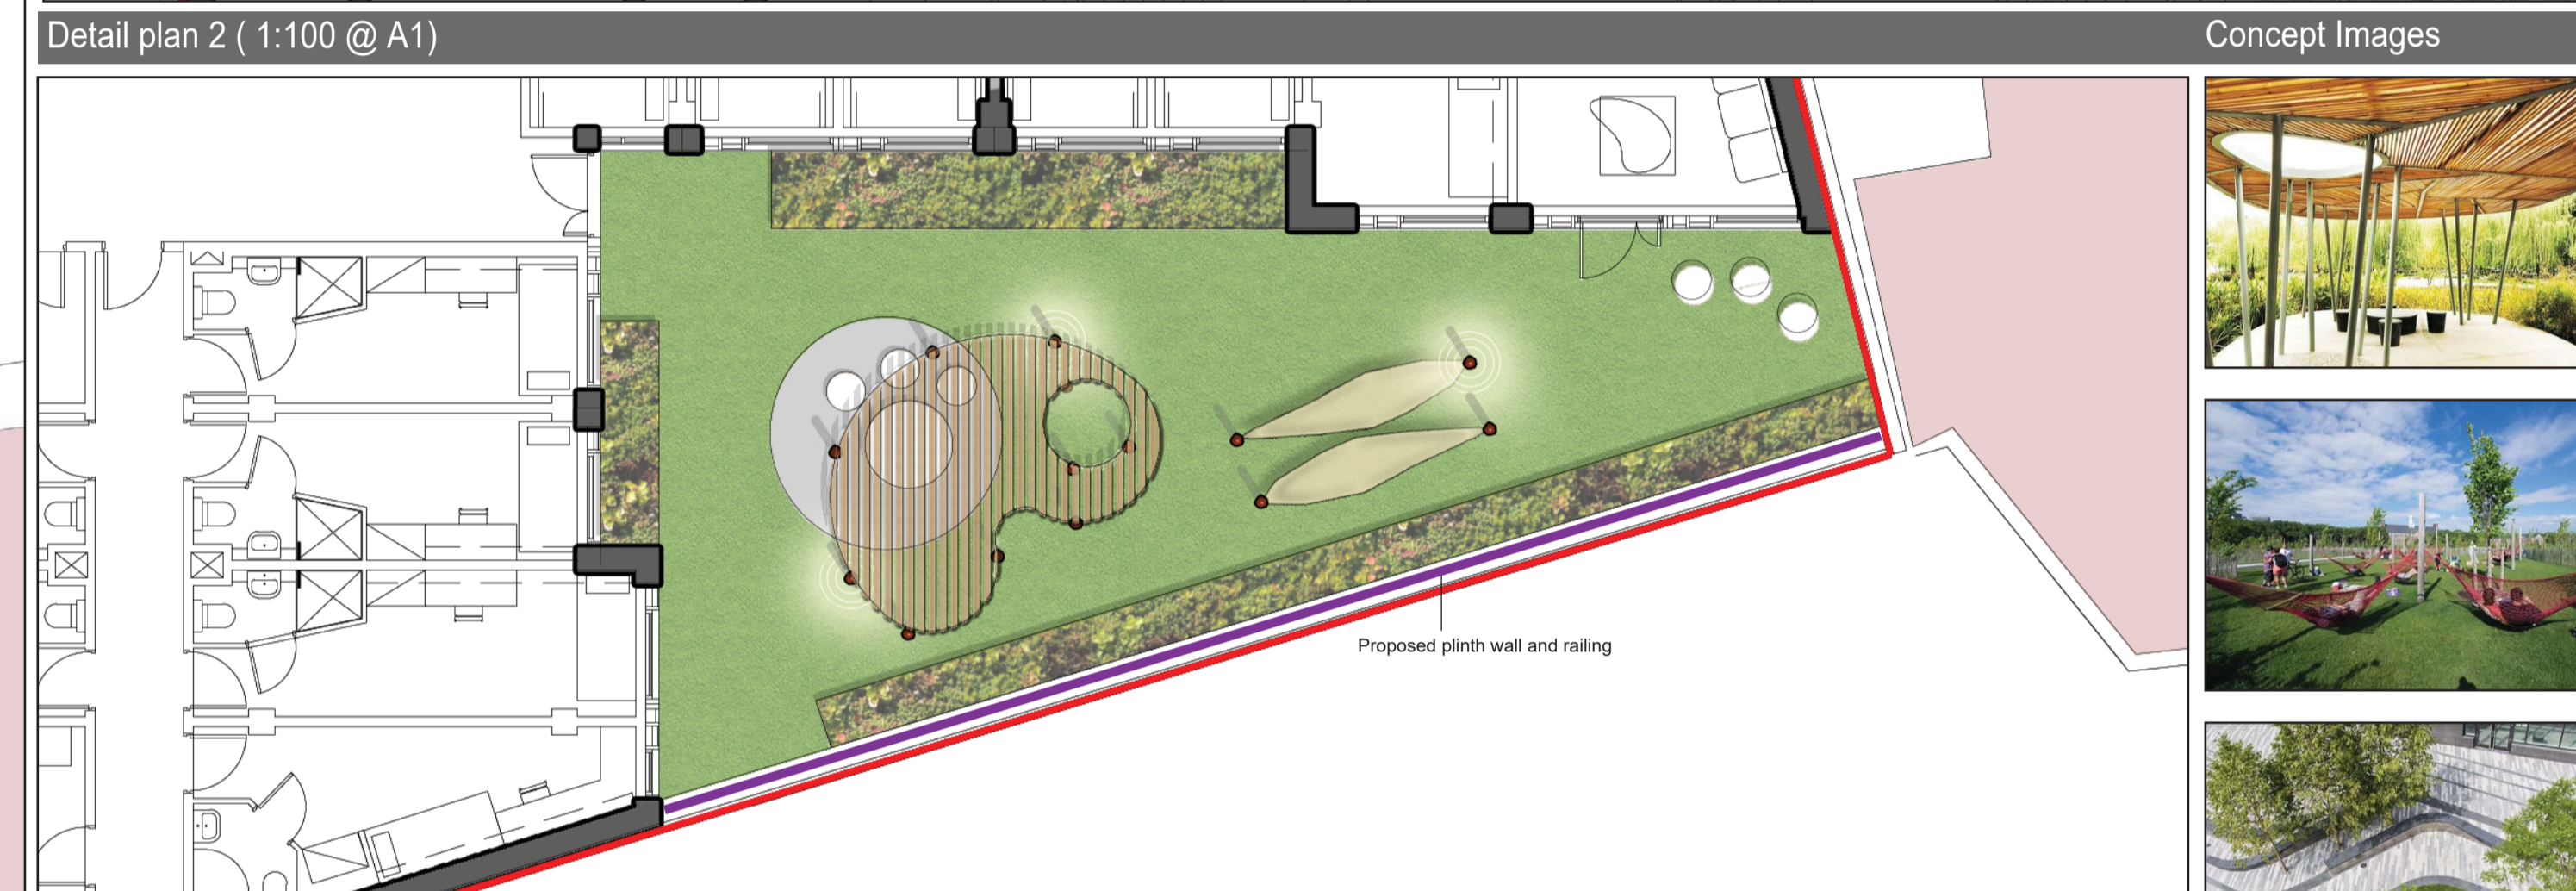 Detail plan 2 ( 1:100 @ A1)
Concept Images
Proposed plinth wall and railing